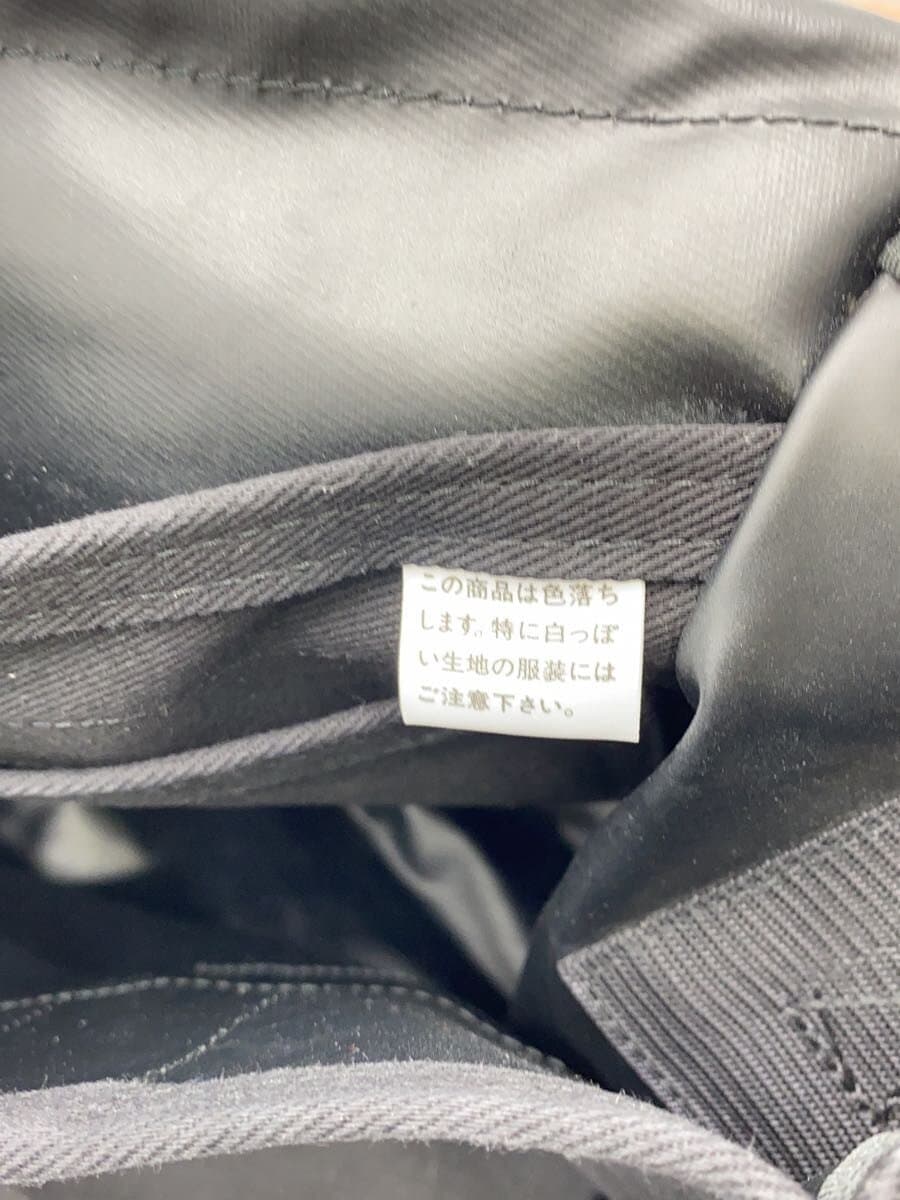 この商品は色落ち
します。特に白っぽ
い生地の服装には
ご注意下さい。